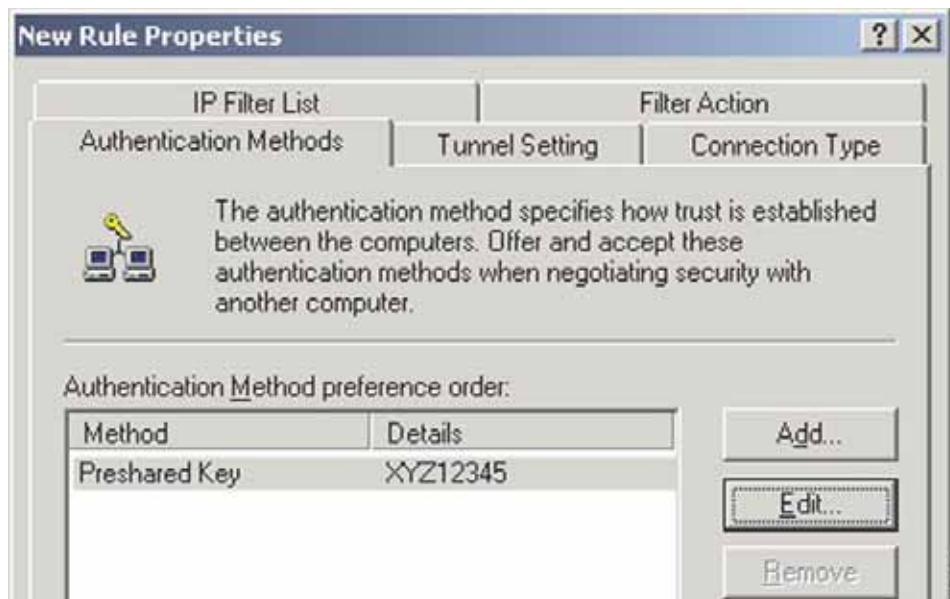 New Rule Properties
IP Filter List
Filter Action
Authentication Methods
Tunnel Setting
Connection Type
The authentication method specifies how trust is established
between the computers. Offer and accept these
authentication methods when negotiating security with
another computer.
Authentication Method preference order:
Method
Details
Add...
Preshared Key
XYZ12345
Edit...
Remove